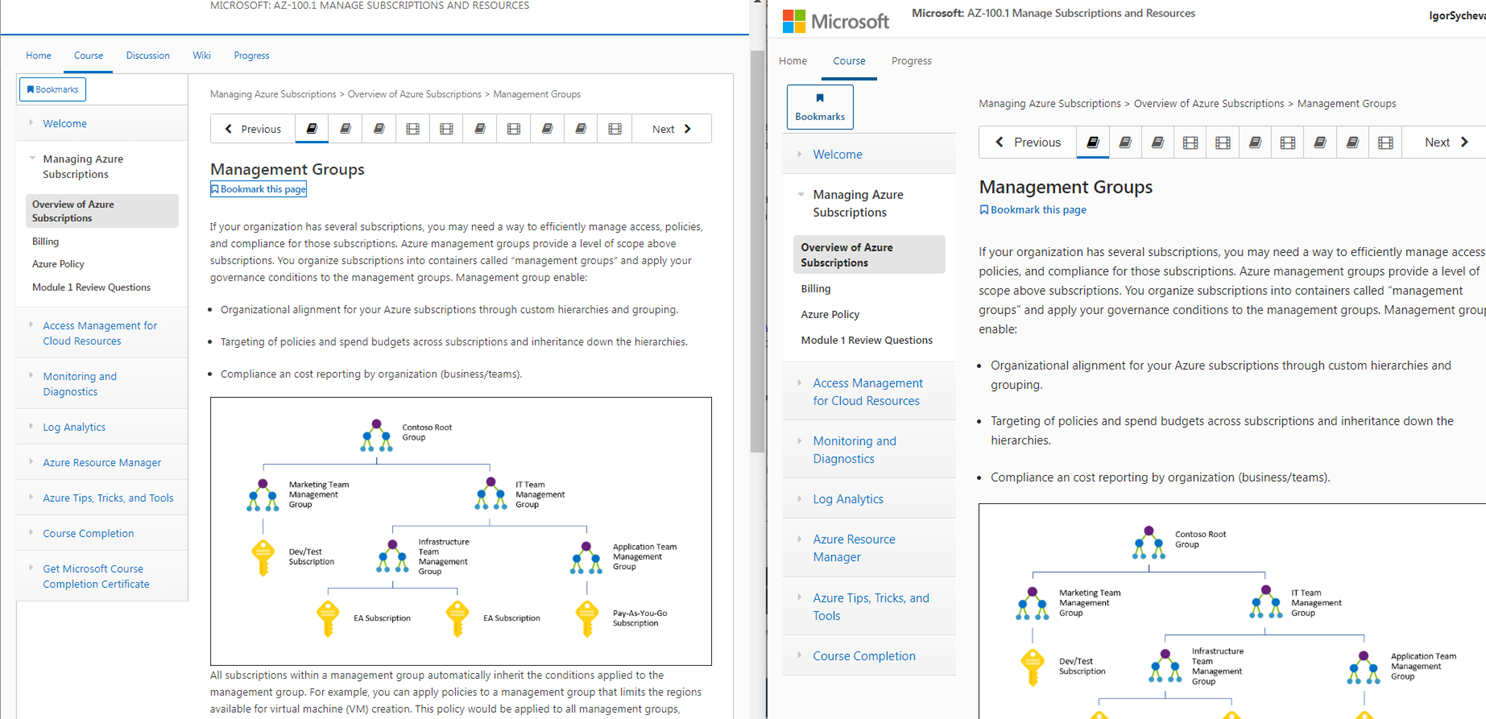 MICROSOFT: AZ-100.1 MANAGE SUBSCRIPTIONS AND RESOURCES
Home Course Discussion Wiki Progress
Bookmarks
Welcome
Managing Azure
Subscriptions
Overview of Azure
Subscriptions
Billing
Azure Policy
Module 1 Review Questions
Access Management for
Cloud Resources
Monitoring and
Diagnostics
Log Analytics
Azure Resource Manager
Azure Tips, Tricks, and Tools
Course Completion
Get Microsoft Course
Completion Certificate
Managing Azure Subscriptions > Overview of Azure Subscriptions > Management Groups
Previous Next
Management Groups
Bookmark this page
If your organization has several subscriptions, you may need a way to efficiently manage access, policies,
and compliance for those subscriptions. Azure management groups provide a level of scope above
subscriptions. You organize subscriptions into containers called “management groups” and apply your
governance conditions to the management groups. Management group enable:
• Organizational alignment for your Azure subscriptions through custom hierarchies and grouping.
• Targeting of policies and spend budgets across subscriptions and inheritance down the hierarchies.
• Compliance an cost reporting by organization (business/teams).
Contoso Root
Group
Marketing Team
Management
Group
IT Team
Management
Group
Dev/Test
Subscription
Infrastructure
Team
Management
Group
Application Team
Management
Group
EA Subscription
EA Subscription
Pay-As-You-Go
Subscription
All subscriptions within a management group automatically inherit the conditions applied to the
management group. For example, you can apply policies to a management group that limits the regions
available for virtual machine (VM) creation. This policy would be applied to all management groups,
Microsoft
Microsoft: AZ-100.1 Manage Subscriptions and Resources
IgorSycheva
Home Course Progress
Bookmarks
Welcome
Managing Azure
Subscriptions
Overview of Azure
Subscriptions
Billing
Azure Policy
Module 1 Review Questions
Access Management
for Cloud Resources
Monitoring and
Diagnostics
Log Analytics
Azure Resource
Manager
Azure Tips, Tricks, and
Tools
Course Completion
Managing Azure Subscriptions > Overview of Azure Subscriptions > Management Groups
Previous Next
Management Groups
Bookmark this page
If your organization has several subscriptions, you may need a way to efficiently manage access
policies, and compliance for those subscriptions. Azure management groups provide a level of
scope above subscriptions. You organize subscriptions into containers called “management
groups” and apply your governance conditions to the management groups. Management grou
enable:
• Organizational alignment for your Azure subscriptions through custom hierarchies and
grouping.
• Targeting of policies and spend budgets across subscriptions and inheritance down the
hierarchies.
• Compliance an cost reporting by organization (business/teams).
Contoso Root
Group
Marketing Team
Management
Group
IT Team
Management
Group
Dev/Test
Subscription
Infrastructure
Team
Management
Group
Application Team
Management
Group